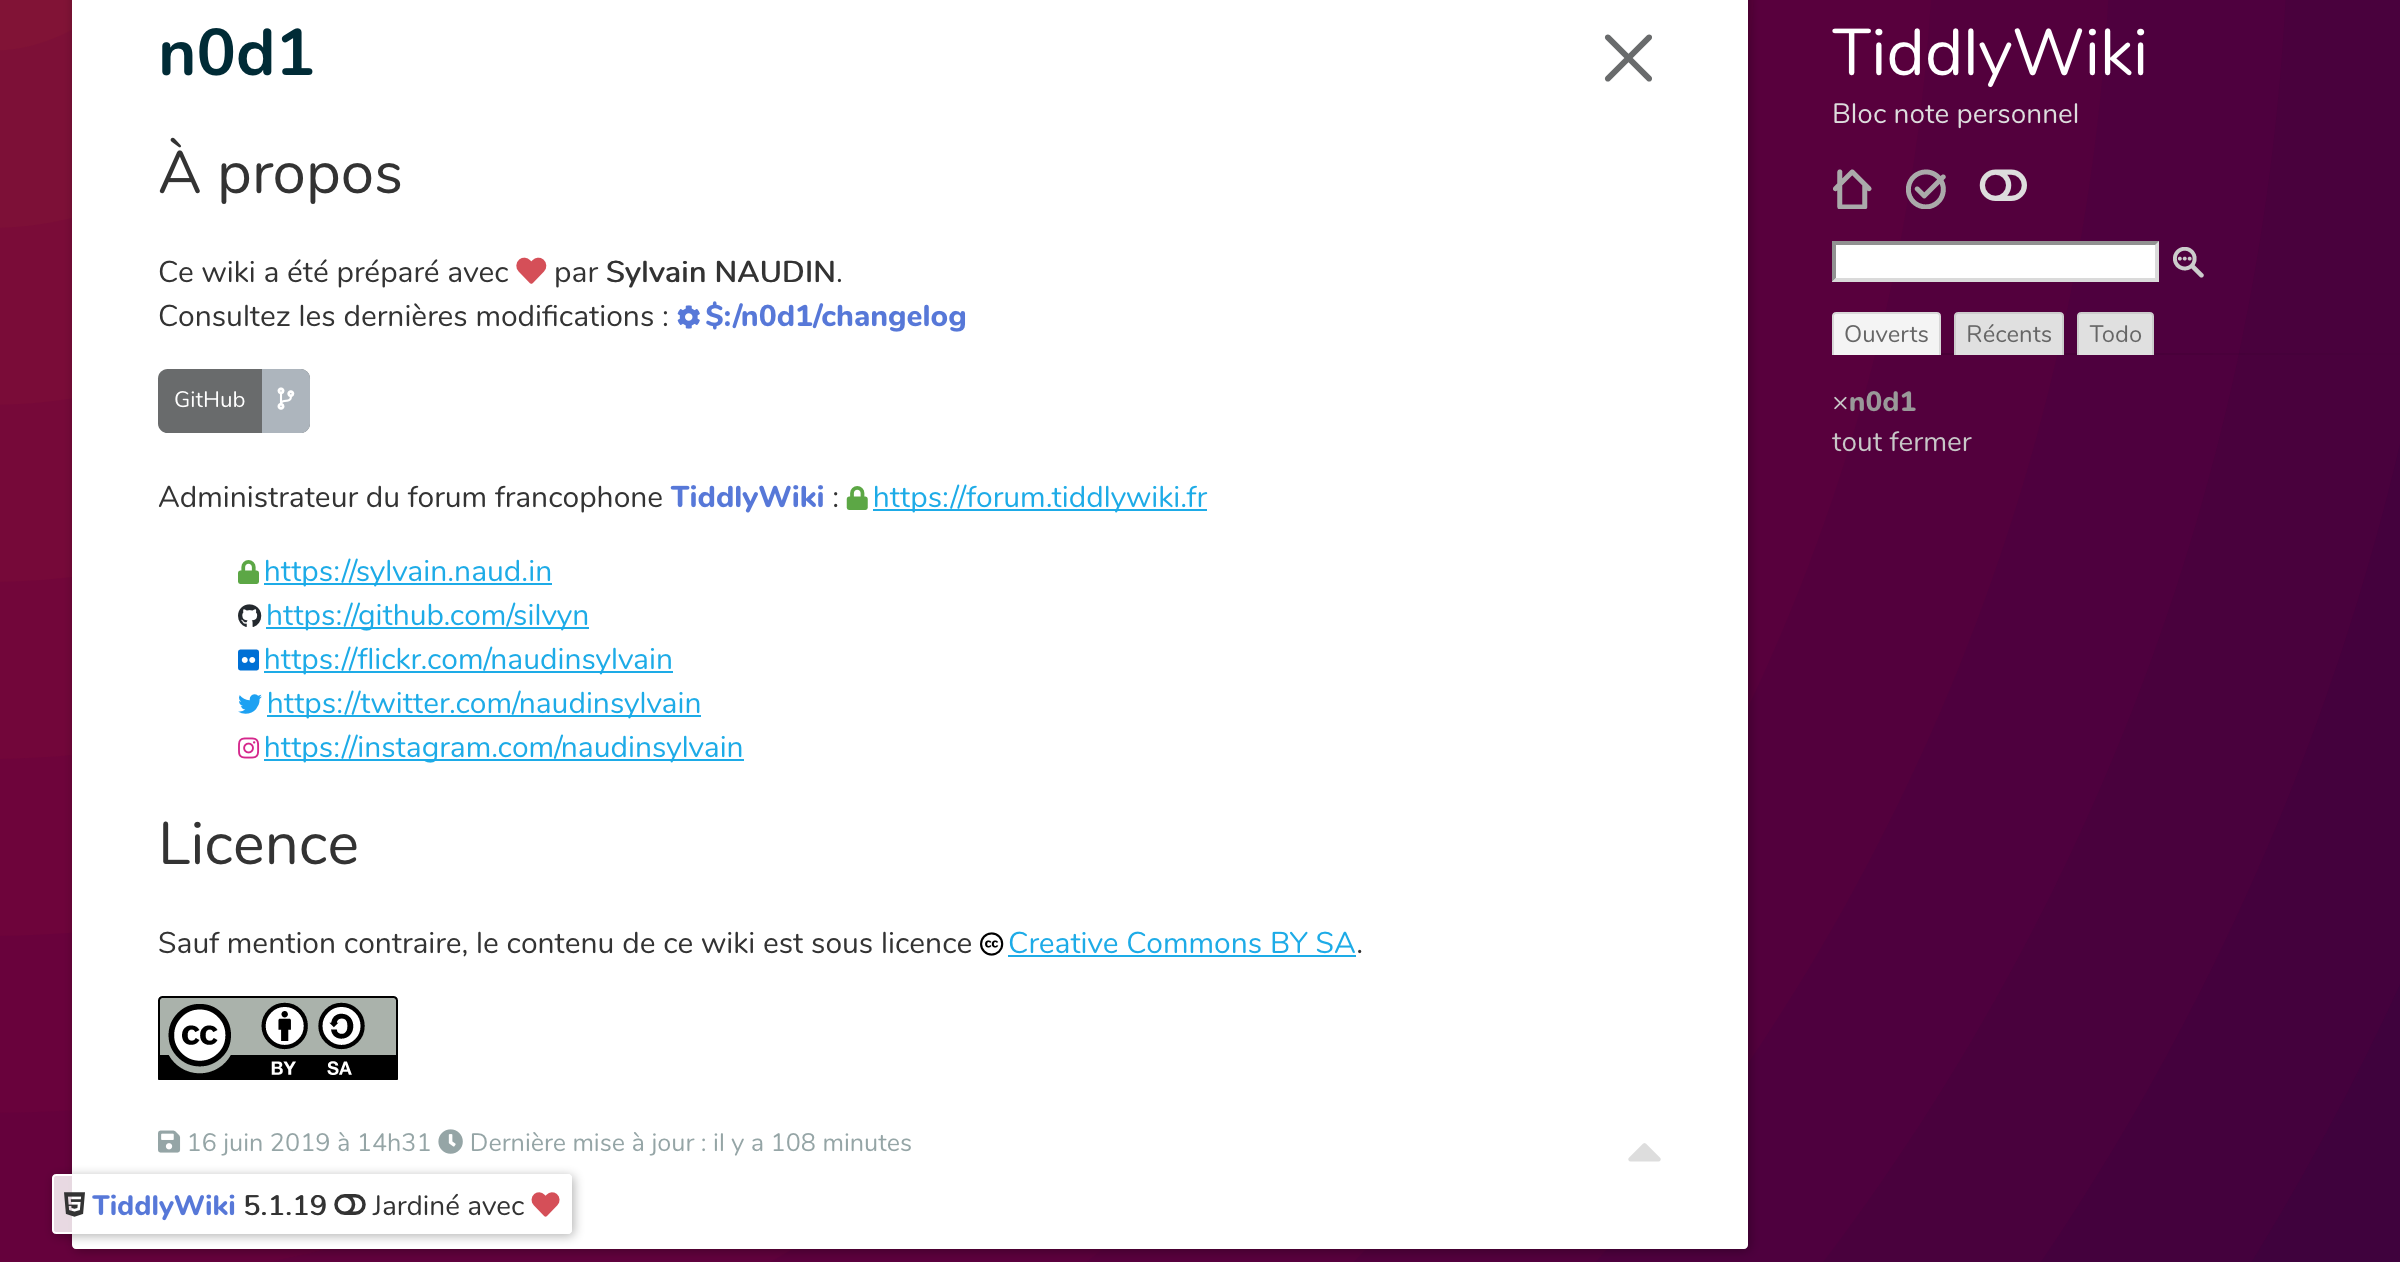 n0d1
À propos
Ce wiki a été préparé avec ❤ par Sylvain NAUDIN.
Consultez les dernières modifications : $:/n0d1/changelog
GitHub
Administrateur du forum francophone TiddlyWiki : https://forum.tiddlywiki.fr
https://sylvain.naud.in
https://github.com/silvyn
https://flickr.com/naudinsylvain
https://twitter.com/naudinsylvain
https://instagram.com/naudinsylvain
Licence
Sauf mention contraire, le contenu de ce wiki est sous licence Creative Commons BY SA.
cc BY SA
16 juin 2019 à 14h31 Dernière mise à jour : il y a 108 minutes
TiddlyWiki 5.1.19 Jardiné avec ❤
TiddlyWiki
Bloc note personnel
Ouverts Récents Todo
×n0d1
tout fermer